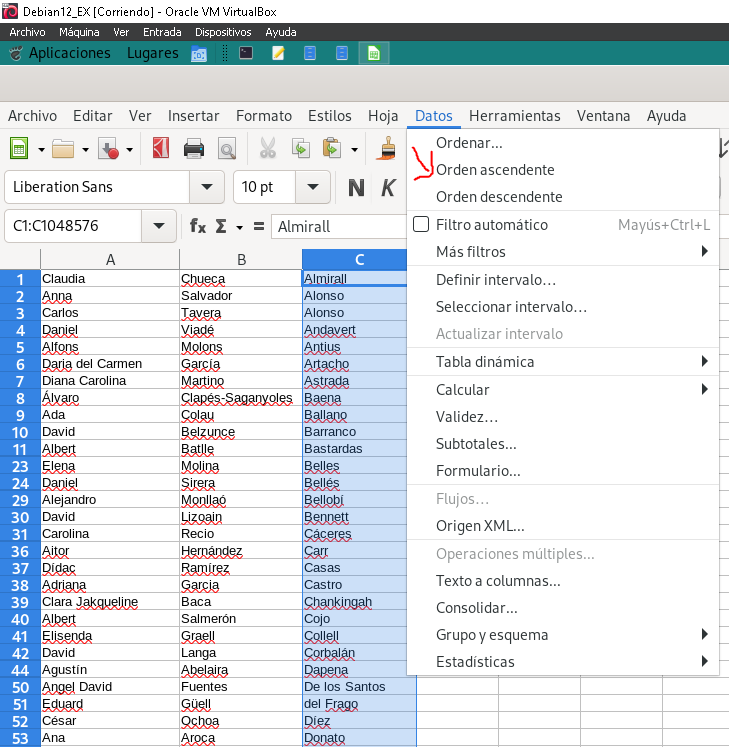 Debian12_EX [Corriendo] - Oracle VM VirtualBox
Archivo Máquina Ver Entrada Dispositivos Ayuda
Aplicaciones Lugares
Archivo Editar Ver Insertar Formato Estilos Hoja Datos Herramientas Ventana Ayuda
Liberation Sans 10 pt N K
C1:C1048576 fx Σ = Almirall
Ordenar...
Orden ascendente
Orden descendente
Filtro automático Mayús+Ctrl+L
Más filtros
Definir intervalo...
Seleccionar intervalo...
Actualizar intervalo
Tabla dinámica
Calcular
Validez...
Subtotales...
Formulario...
Flujos...
Origen XML...
Operaciones múltiples...
Texto a columnas...
Consolidar...
Grupo y esquema
Estadísticas
A B C
1 Claudia Chueca Almirall
2 Anna Salvador Alonso
3 Carlos Tavera Alonso
4 Daniel Viadé Andavert
5 Alfons Molons Antius
6 Daria del Carmen García Artacho
7 Diana Carolina Martino Astrada
8 Álvaro Clapés-Saganyoles Baena
9 Ada Colau Ballano
10 David Belzunce Barranco
11 Albert Batlle Bastardas
23 Elena Molina Belles
24 Daniel Sirera Bellés
29 Alejandro Monllaó Bellobí
30 David Lizoain Bennett
31 Carolina Recio Cáceres
36 Aitor Hernández Carr
37 Dídac Ramírez Casas
38 Adriana Garcia Castro
39 Clara Jakqueline Baca Chankingah
40 Albert Salmerón Cojo
41 Elisenda Graell Collell
42 David Langa Corbalán
44 Agustín Abelaira Dapena
50 Angel David Fuentes De los Santos
51 Eduard Güell del Frago
52 César Ochoa Díez
53 Ana Aroca Donato